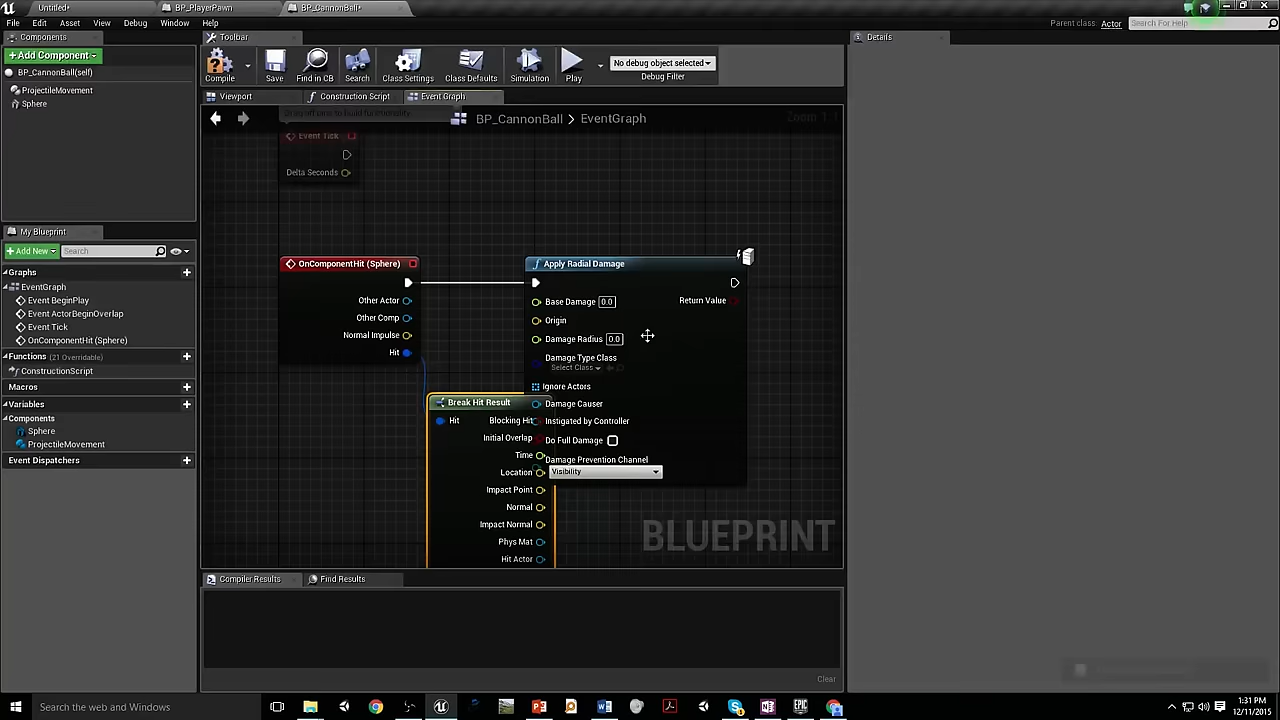 Untitled*
BP_PlayerPawn
BP_CannonBall*
File Edit Asset View Debug Window Help
Parent class: Actor
Search For Help
Components
Toolbar
Details
+Add Component
BP_CannonBall(self)
ProjectileMovement
Sphere
Compile
Save
Find in CB
Search
Class Settings
Class Defaults
Simulation
Play
No debug object selected
Debug Filter
Viewport
Construction Script
Event Graph
BP_CannonBall > EventGraph
Zoom 1:1
Event Tick
Delta Seconds
My Blueprint
+Add New
Search
Graphs
EventGraph
Event BeginPlay
Event ActorBeginOverlap
Event Tick
OnComponentHit (Sphere)
Functions (21 Overridable)
ConstructionScript
Macros
Variables
Components
Sphere
ProjectileMovement
Event Dispatchers
OnComponentHit (Sphere)
Other Actor
Other Comp
Normal Impulse
Hit
Apply Radial Damage
Base Damage 0.0
Return Value
Origin
Damage Radius 0.0
Damage Type Class
Select Class
Ignore Actors
Damage Causer
Instigated by Controller
Do Full Damage
Damage Prevention Channel
Visibility
Break Hit Result
Hit
Blocking Hit
Initial Overlap
Time
Location
Impact Point
Normal
Impact Normal
Phys Mat
Hit Actor
BLUEPRINT
Compiler Results
Find Results
Clear
Search the web and Windows
1:31 PM
12/11/2015